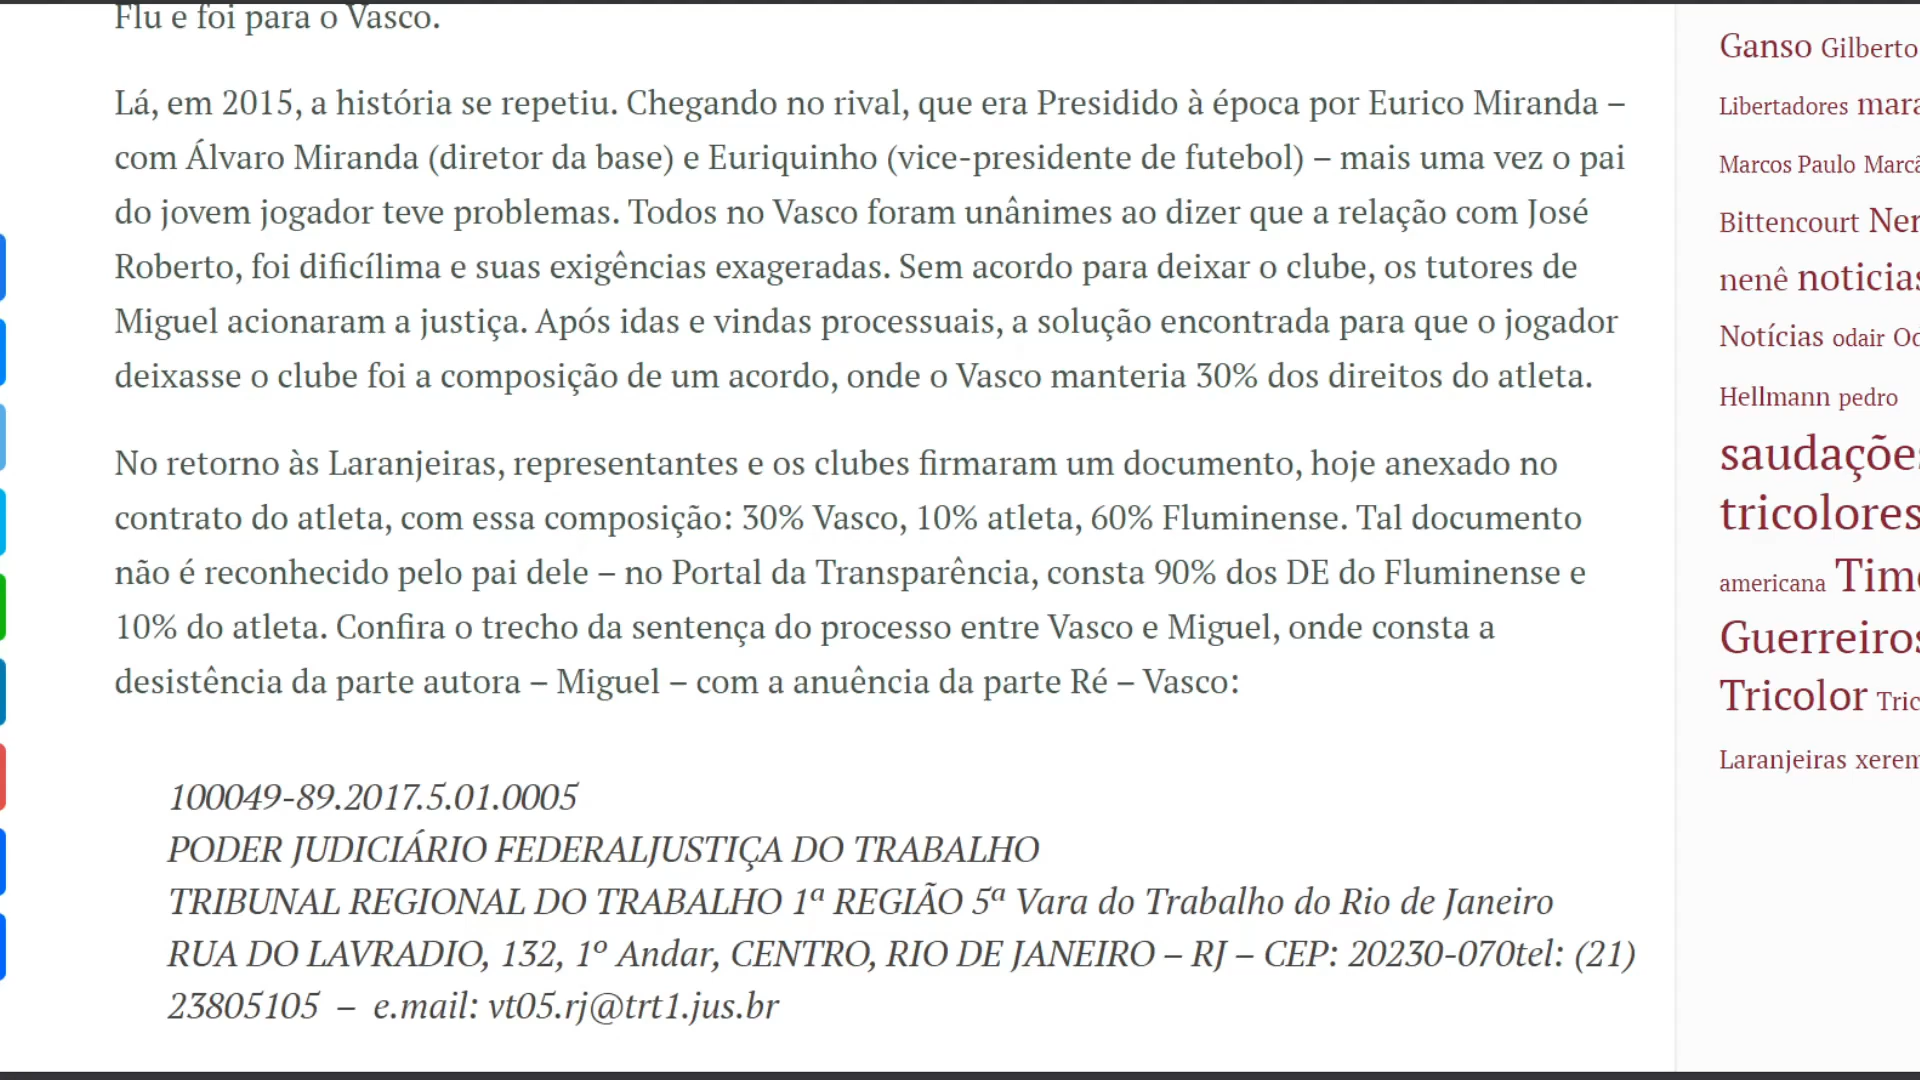 Flu e foi para o Vasco.
Lá, em 2015, a história se repetiu. Chegando no rival, que era Presidido à época por Eurico Miranda –
com Álvaro Miranda (diretor da base) e Euriquinho (vice-presidente de futebol) – mais uma vez o pai
do jovem jogador teve problemas. Todos no Vasco foram unânimes ao dizer que a relação com José
Roberto, foi dificílima e suas exigências exageradas. Sem acordo para deixar o clube, os tutores de
Miguel acionaram a justiça. Após idas e vindas processuais, a solução encontrada para que o jogador
deixasse o clube foi a composição de um acordo, onde o Vasco manteria 30% dos direitos do atleta.
No retorno às Laranjeiras, representantes e os clubes firmaram um documento, hoje anexado no
contrato do atleta, com essa composição: 30% Vasco, 10% atleta, 60% Fluminense. Tal documento
não é reconhecido pelo pai dele – no Portal da Transparência, consta 90% dos DE do Fluminense e
10% do atleta. Confira o trecho da sentença do processo entre Vasco e Miguel, onde consta a
desistência da parte autora – Miguel – com a anuência da parte Ré – Vasco:
100049-89.2017.5.01.0005
PODER JUDICIÁRIO FEDERALJUSTIÇA DO TRABALHO
TRIBUNAL REGIONAL DO TRABALHO 1ª REGIÃO 5ª Vara do Trabalho do Rio de Janeiro
RUA DO LAVRADIO, 132, 1º Andar, CENTRO, RIO DE JANEIRO – RJ – CEP: 20230-070tel: (21)
23805105 – e.mail: vt05.rj@trt1.jus.br
Ganso Gilberto
Libertadores
Marcos Paulo
Bittencourt
nenê noticias
Notícias odair
Hellmann pedro
saudações
tricolores
americana
Guerreiros
Tricolor
Laranjeiras